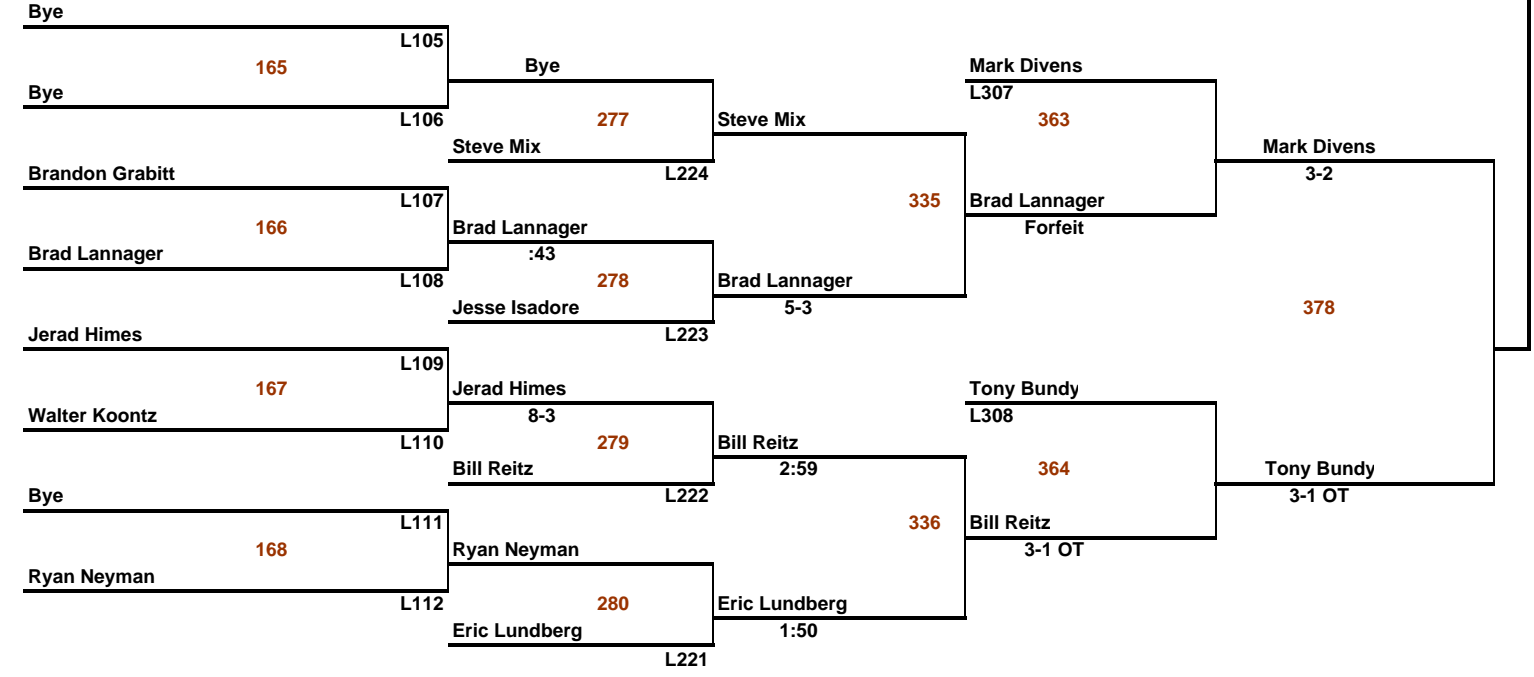 Bye
L105
165
Bye
Mark Divens
Bye
L307
L106
277
Steve Mix
363
Steve Mix
Mark Divens
Brandon Grabitt
L224
3-2
L107
335
Brad Lannager
166
Brad Lannager
Forfeit
Brad Lannager
:43
L108
278
Brad Lannager
Jesse Isadore
5-3
378
Jerad Himes
L223
L109
167
Jerad Himes
Tony Bundy
Walter Koontz
8-3
L308
L110
279
Bill Reitz
Bill Reitz
2:59
364
Tony Bundy
Bye
L222
3-1 OT
L111
336
Bill Reitz
168
Ryan Neyman
3-1 OT
Ryan Neyman
L112
280
Eric Lundberg
Eric Lundberg
1:50
L221